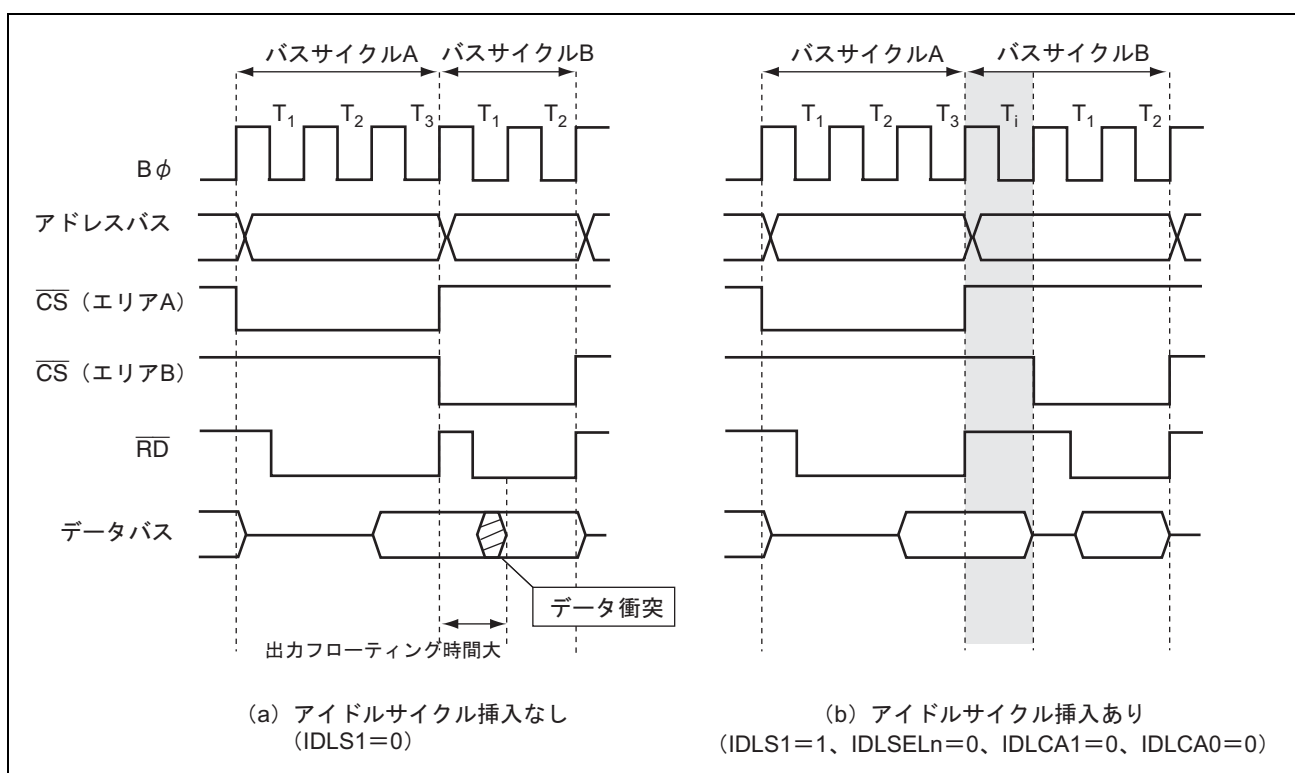 バスサイクルA バスサイクルB
T1 T2 T3 T1 T2
Bφ
アドレスバス
CS（エリアA）
CS（エリアB）
RD
データバス
データ衝突
出力フローティング時間大
(a) アイドルサイクル挿入なし
(IDLS1=0)
バスサイクルA バスサイクルB
T1 T2 T3 Ti T1 T2
(b) アイドルサイクル挿入あり
(IDLS1=1、IDLSELn=0、IDLCA1=0、IDLCA0=0)